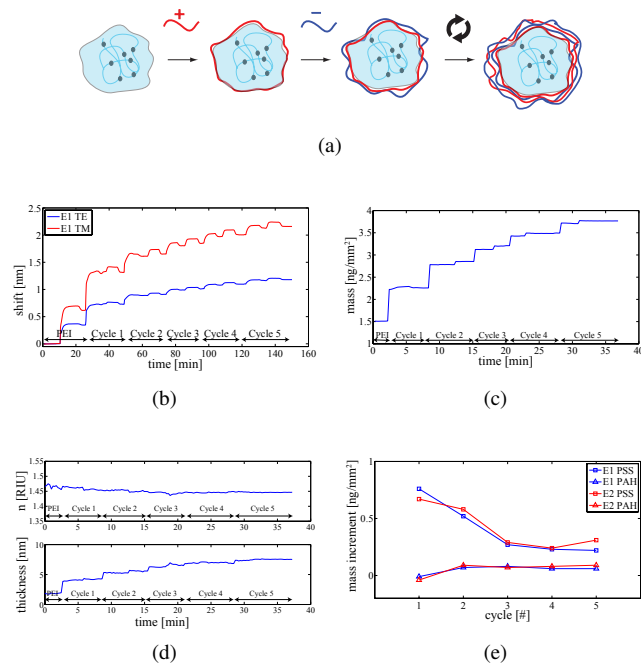 +
−
(a)
E1 TE
E1 TM
2.5
2
1.5
1
0.5
0
shift [nm]
PEI
Cycle 1
Cycle 2
Cycle 3
Cycle 4
Cycle 5
0 20 40 60 80 100 120 140 160
time [min]
(b)
4
3.5
3
2.5
2
1.5
1
mass [ng/mm²]
PEI
Cycle 1
Cycle 2
Cycle 3
Cycle 4
Cycle 5
0 5 10 15 20 25 30 35 40
time [min]
(c)
1.55
1.5
1.45
1.4
1.35
n [RIU]
PEI
Cycle 1
Cycle 2
Cycle 3
Cycle 4
Cycle 5
0 5 10 15 20 25 30 35 40
10
5
0
thickness [nm]
PEI
Cycle 1
Cycle 2
Cycle 3
Cycle 4
Cycle 5
0 5 10 15 20 25 30 35 40
time [min]
(d)
E1 PSS
E1 PAH
E2 PSS
E2 PAH
1
0.5
0
mass increment [ng/mm²]
1 2 3 4 5
cycle [#]
(e)